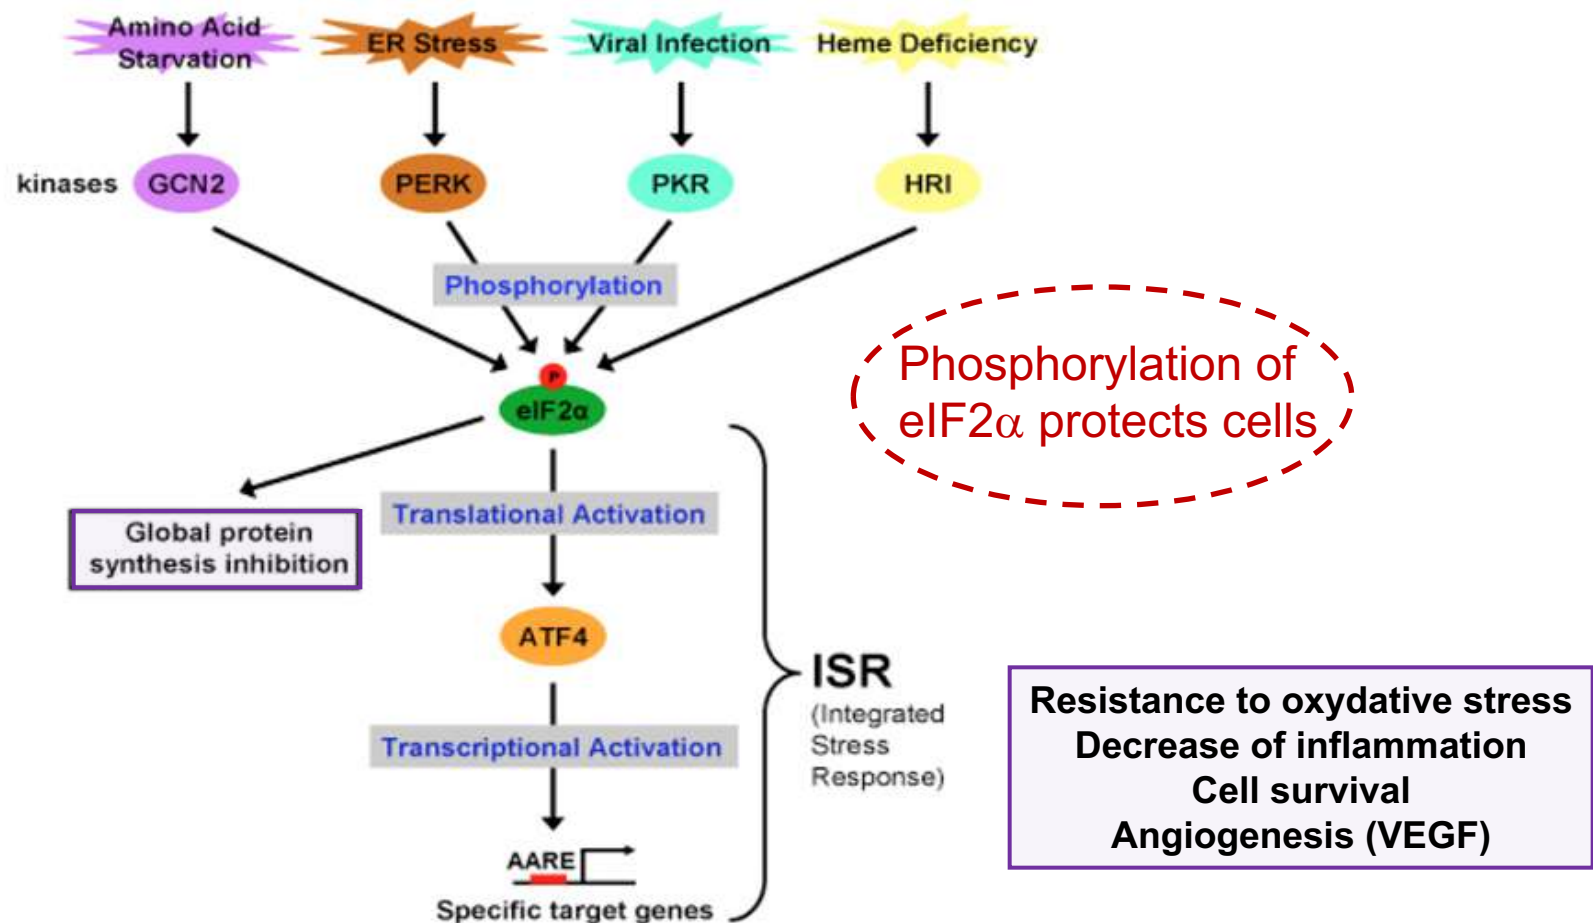 Amino Acid
Starvation
ER Stress
Viral Infection
Heme Deficiency
kinases
GCN2
PERK
PKR
HRI
Phosphorylation
P
eIF2α
Phosphorylation of
eIF2α protects cells
Global protein
synthesis inhibition
Translational Activation
ATF4
Transcriptional Activation
ISR
(Integrated
Stress
Response)
Resistance to oxydative stress
Decrease of inflammation
Cell survival
Angiogenesis (VEGF)
AARE
Specific target genes